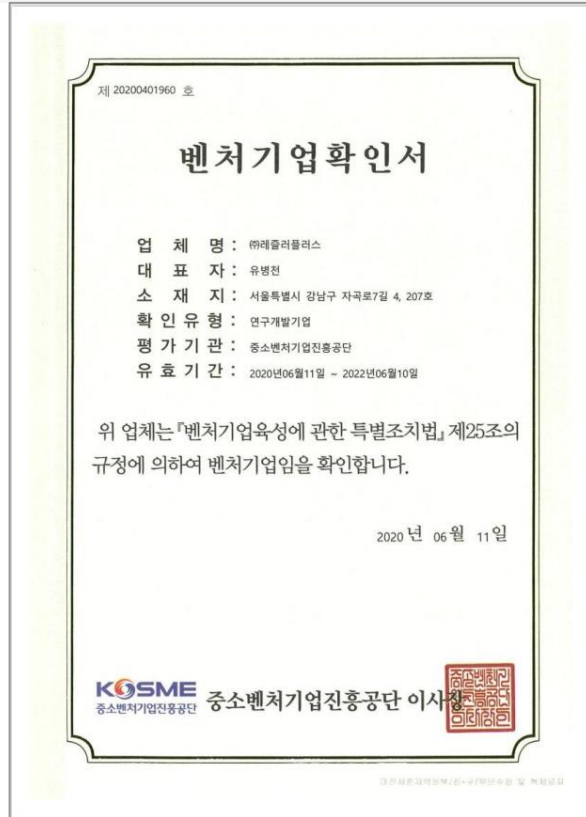 제 20200401960 호
벤처기업확인서
업 체 명 : ㈜레즐러플러스
대 표 자 : 유병천
소 재 지 : 서울특별시 강남구 자곡로7길 4, 207호
확 인 유 형 : 연구개발기업
평 가 기 관 : 중소벤처기업진흥공단
유 효 기 간 : 2020년06월11일 ~ 2022년06월10일
위 업체는 『벤처기업육성에 관한 특별조치법』 제25조의
규정에 의하여 벤처기업임을 확인합니다.
2020 년 06 월 11 일
KOSME
중소벤처기업진흥공단
중소벤처기업진흥공단 이사장